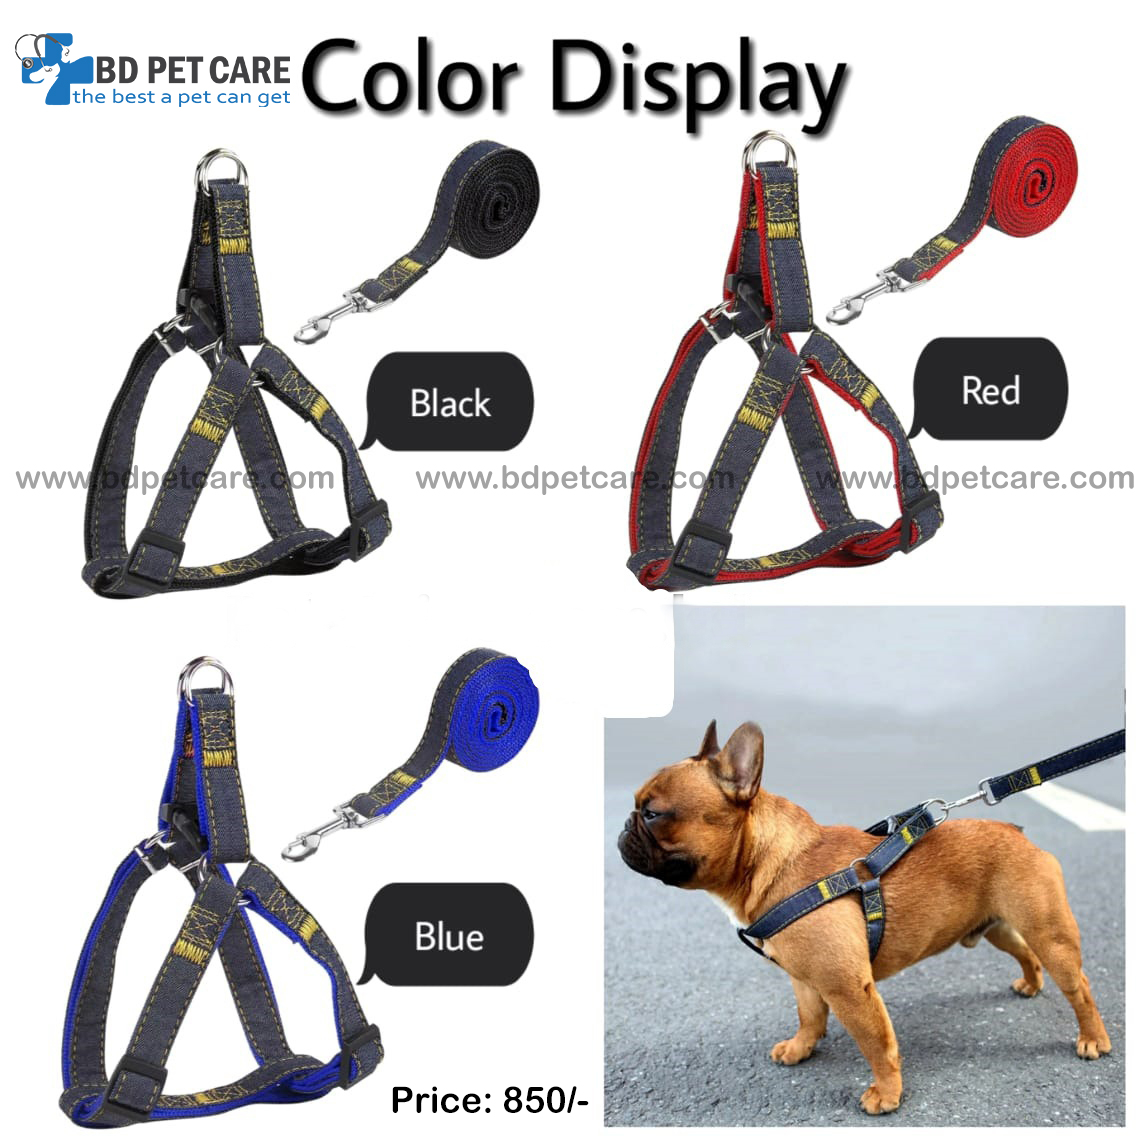 BD PET CARE
the best a pet can get
Color Display
Black
Red
www.bdpetcare.com www.bdpetcare.com www.bdpetcare.com
Blue
Price: 850/-